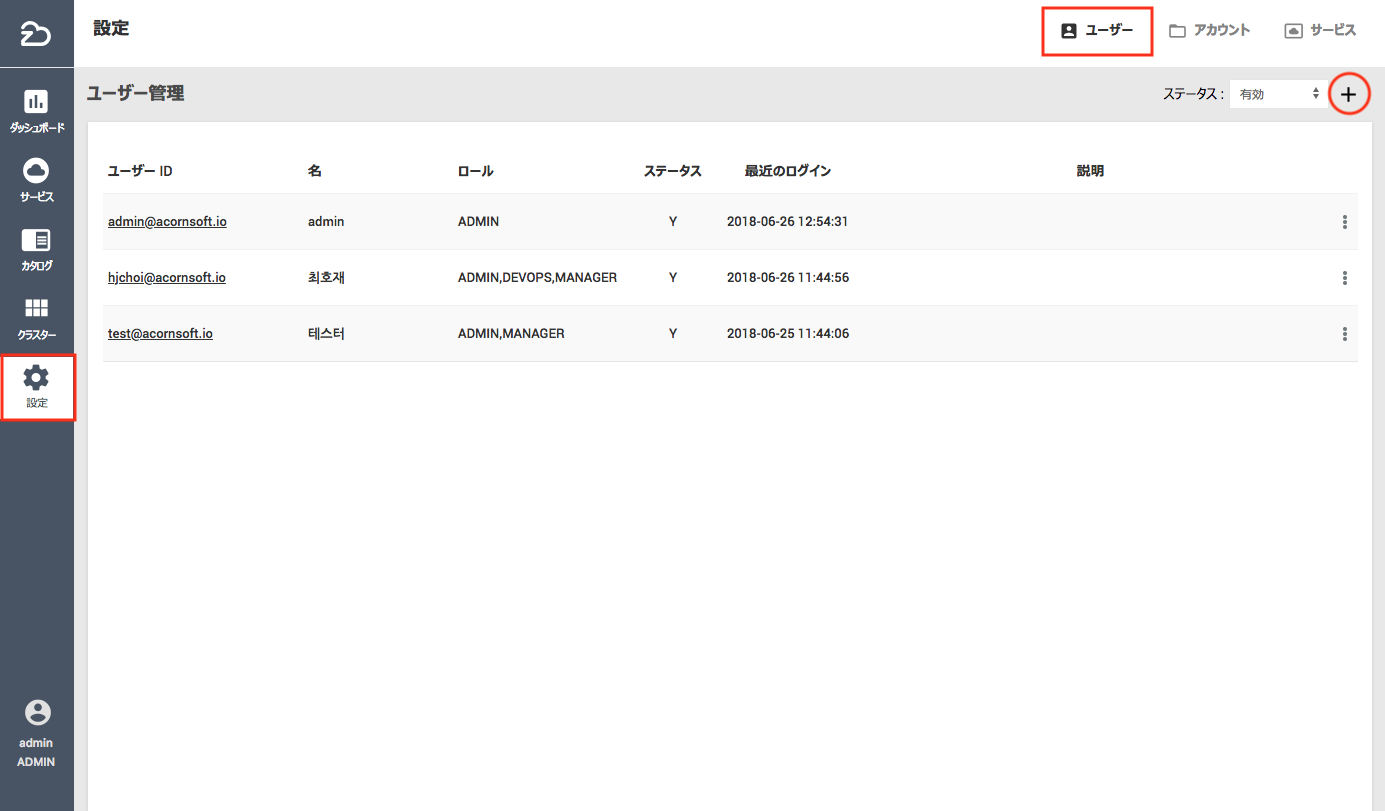 設定
ユーザー
アカウント
サービス
ダッシュボード
サービス
カタログ
クラスター
設定
admin
ADMIN
ユーザー管理
ステータス :
有効
ユーザー ID 名 ロール ステータス 最近のログイン 説明
admin@acornsoft.io admin ADMIN Y 2018-06-26 12:54:31
hjchoi@acornsoft.io 최호재 ADMIN,DEVOPS,MANAGER Y 2018-06-26 11:44:56
test@acornsoft.io 테스터 ADMIN,MANAGER Y 2018-06-25 11:44:06